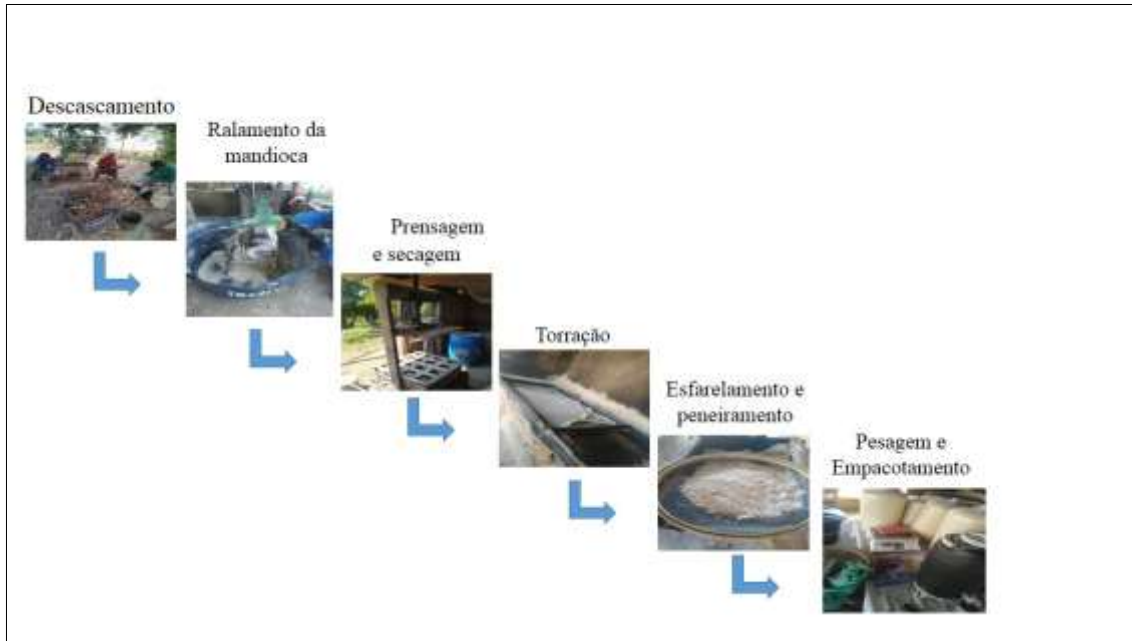 Descascamento
Ralamento da
mandioca
Prensagem
e secagem
Torração
Esfarelamento e
peneiramento
Pesagem e
Empacotamento